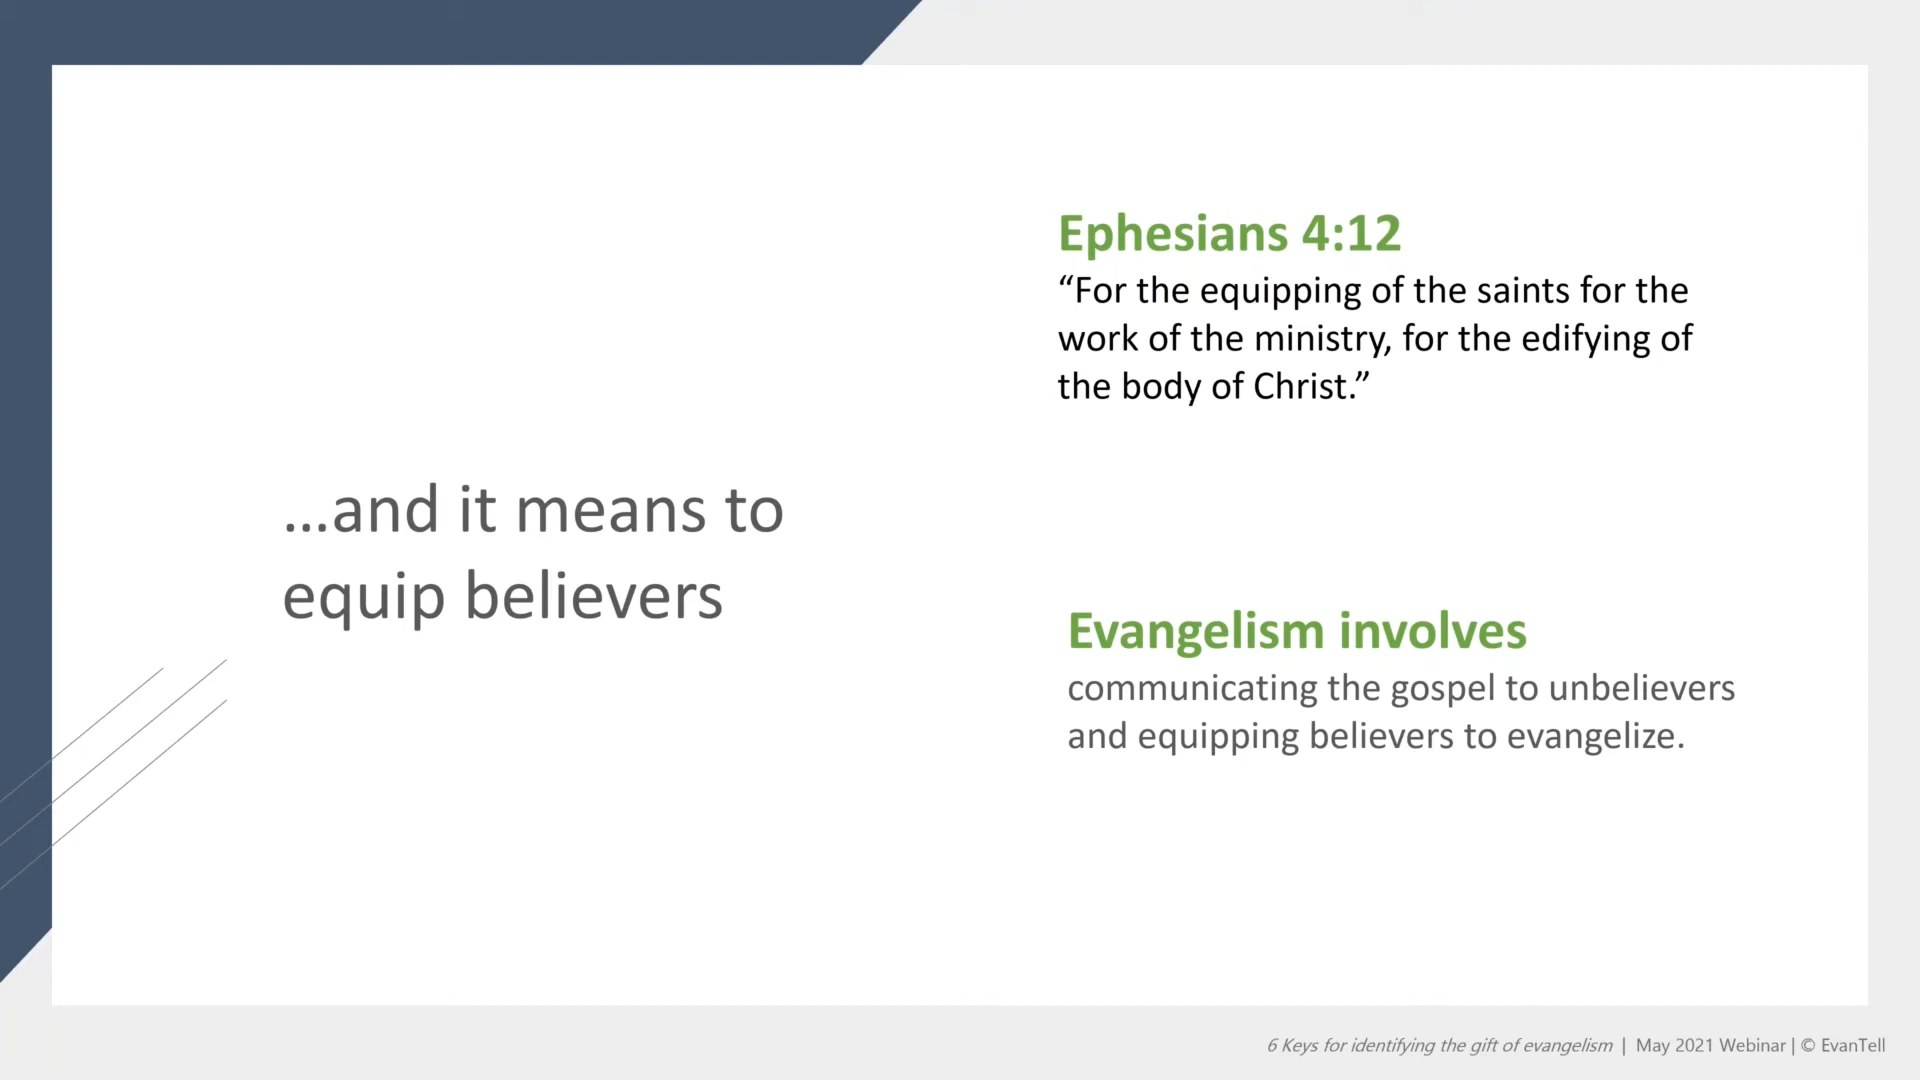 ...and it means to
equip believers
Ephesians 4:12
“For the equipping of the saints for the
work of the ministry, for the edifying of
the body of Christ.”
Evangelism involves
communicating the gospel to unbelievers
and equipping believers to evangelize.
6 Keys for identifying the gift of evangelism | May 2021 Webinar | © EvanTell